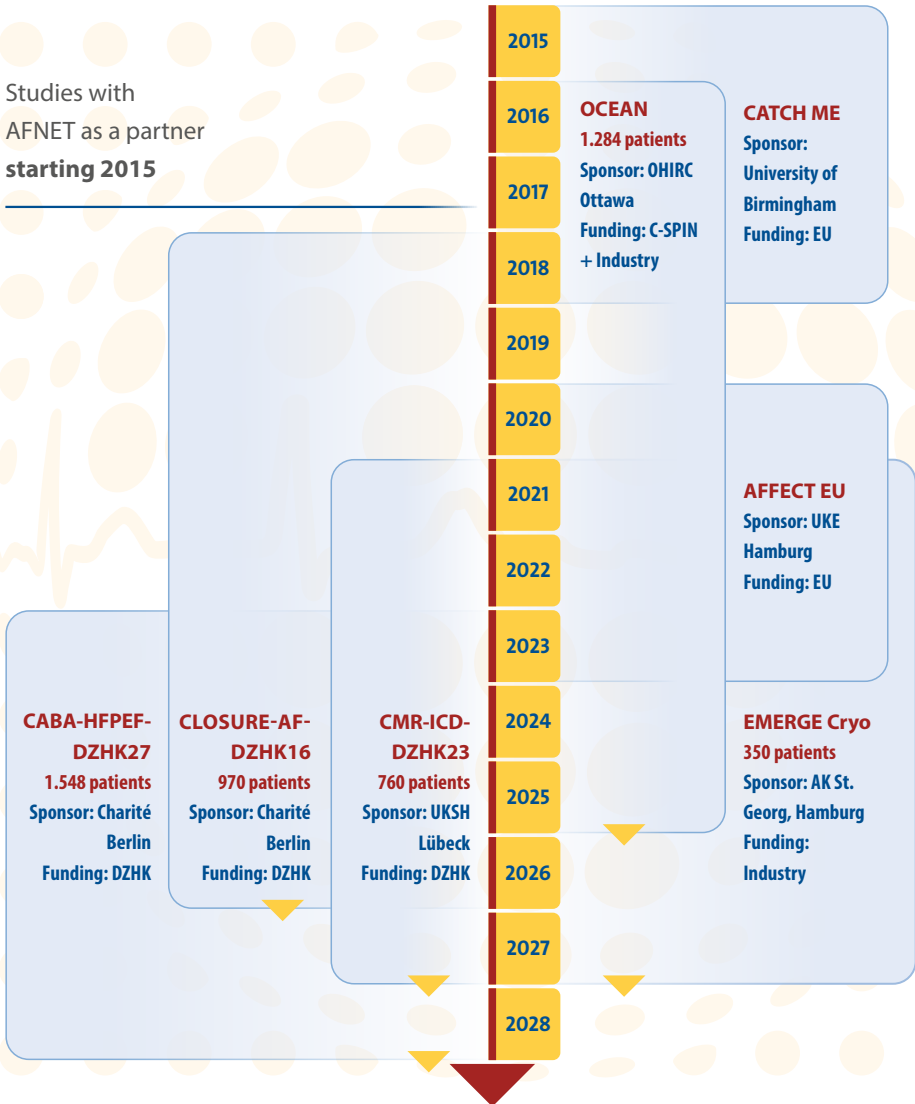 Studies with
AFNET as a partner
starting 2015
2015
2016
2017
2018
2019
2020
2021
2022
2023
2024
2025
2026
2027
2028
OCEAN
1.284 patients
Sponsor: OHIRC
Ottawa
Funding: C-SPIN
+ Industry
CATCH ME
Sponsor:
University of
Birmingham
Funding: EU
AFFECT EU
Sponsor: UKE
Hamburg
Funding: EU
CABA-HFPEF-
DZHK27
1.548 patients
Sponsor: Charité
Berlin
Funding: DZHK
CLOSURE-AF-
DZHK16
970 patients
Sponsor: Charité
Berlin
Funding: DZHK
CMR-ICD-
DZHK23
760 patients
Sponsor: UKSH
Lübeck
Funding: DZHK
EMERGE Cryo
350 patients
Sponsor: AK St.
Georg, Hamburg
Funding:
Industry